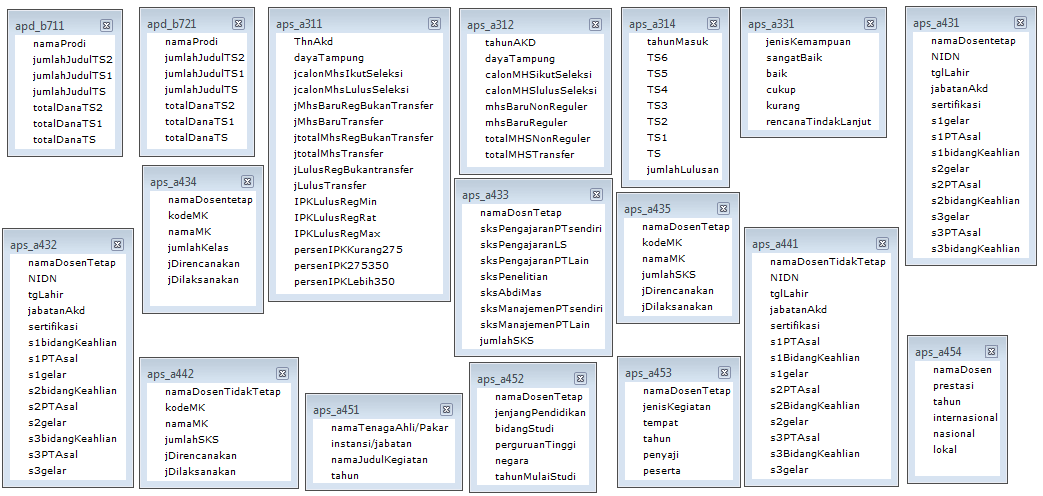 apd_b711
namaProdi
jumlahJudulTS2
jumlahJudulTS1
jumlahJudulTS
totalDanaTS2
totalDanaTS1
totalDanaTS
apd_b721
namaProdi
jumlahJudulTS2
jumlahJudulTS1
jumlahJudulTS
totalDanaTS2
totalDanaTS1
totalDanaTS
aps_a311
ThnAkd
dayaTampung
jcalonMhsIkutSeleksi
jcalonMhsLulusSeleksi
jMhsBaruRegBukanTransfer
jMhsBaruTransfer
jtotalMhsRegBukanTransfer
jtotalMhsTransfer
jLulusRegBukantransfer
jLulusTransfer
IPKLulusRegMin
IPKLulusRegRat
IPKLulusRegMax
persenIPKKurang275
persenIPK275350
persenIPKLebih350
aps_a312
tahunAKD
dayaTampung
calonMHSikutSeleksi
calonMHSlulusSeleksi
mhsBaruNonReguler
mhsBaruReguler
totalMHSNonReguler
totalMHSTransfer
aps_a314
tahunMasuk
TS6
TS5
TS4
TS3
TS2
TS1
TS
jumlahLulusan
aps_a331
jenisKemampuan
sangatBaik
baik
cukup
kurang
rencanaTindakLanjut
aps_a431
namaDosentetap
NIDN
tglLahir
jabatanAkd
sertifikasi
s1gelar
s1PTAsal
s1bidangKeahlian
s2gelar
s2PTAsal
s2bidangKeahlian
s3gelar
s3PTAsal
s3bidangKeahlian
aps_a434
namaDosentetap
kodeMK
namaMK
jumlahKelas
jDirencanakan
jDilaksanakan
aps_a433
namaDosnTetap
sksPengajaranPTsendiri
sksPengajaranLS
sksPengajaranPTLain
sksPenelitian
sksAbdiMas
sksManajemenPTsendiri
sksManajemenPTLain
jumlahSKS
aps_a435
namaDosenTetap
kodeMK
namaMK
jumlahSKS
jDirencanakan
jDilaksanakan
aps_a432
namaDosenTetap
NIDN
tgLahir
jabatanAkd
sertifikasi
s1bidangKeahlian
s1PTAsal
s1gelar
s2bidangKeahlian
s2PTAsal
s2gelar
s3bidangKeahlian
s3PTAsal
s3gelar
aps_a441
namaDosenTidakTetap
NIDN
tglLahir
jabatanAkd
sertifikasi
s1PTAsal
s1BidangKeahlian
s1gelar
s2PTAsal
s2BidangKeahlian
s2gelar
s3PTAsal
s3BidangKeahlian
s3gelar
aps_a442
namaDosenTidakTetap
kodeMK
namaMK
jumlahSKS
jDirencanakan
jDilaksanakan
aps_a451
namaTenagaAhli/Pakar
instansi/jabatan
namaJudulKegiatan
tahun
aps_a452
namaDosenTetap
jenjangPendidikan
bidangStudi
perguruanTinggi
negara
tahunMulaiStudi
aps_a453
namaDosenTetap
jenisKegiatan
tempat
tahun
penyaji
peserta
aps_a454
namaDosen
prestasi
tahun
internasional
nasional
lokal